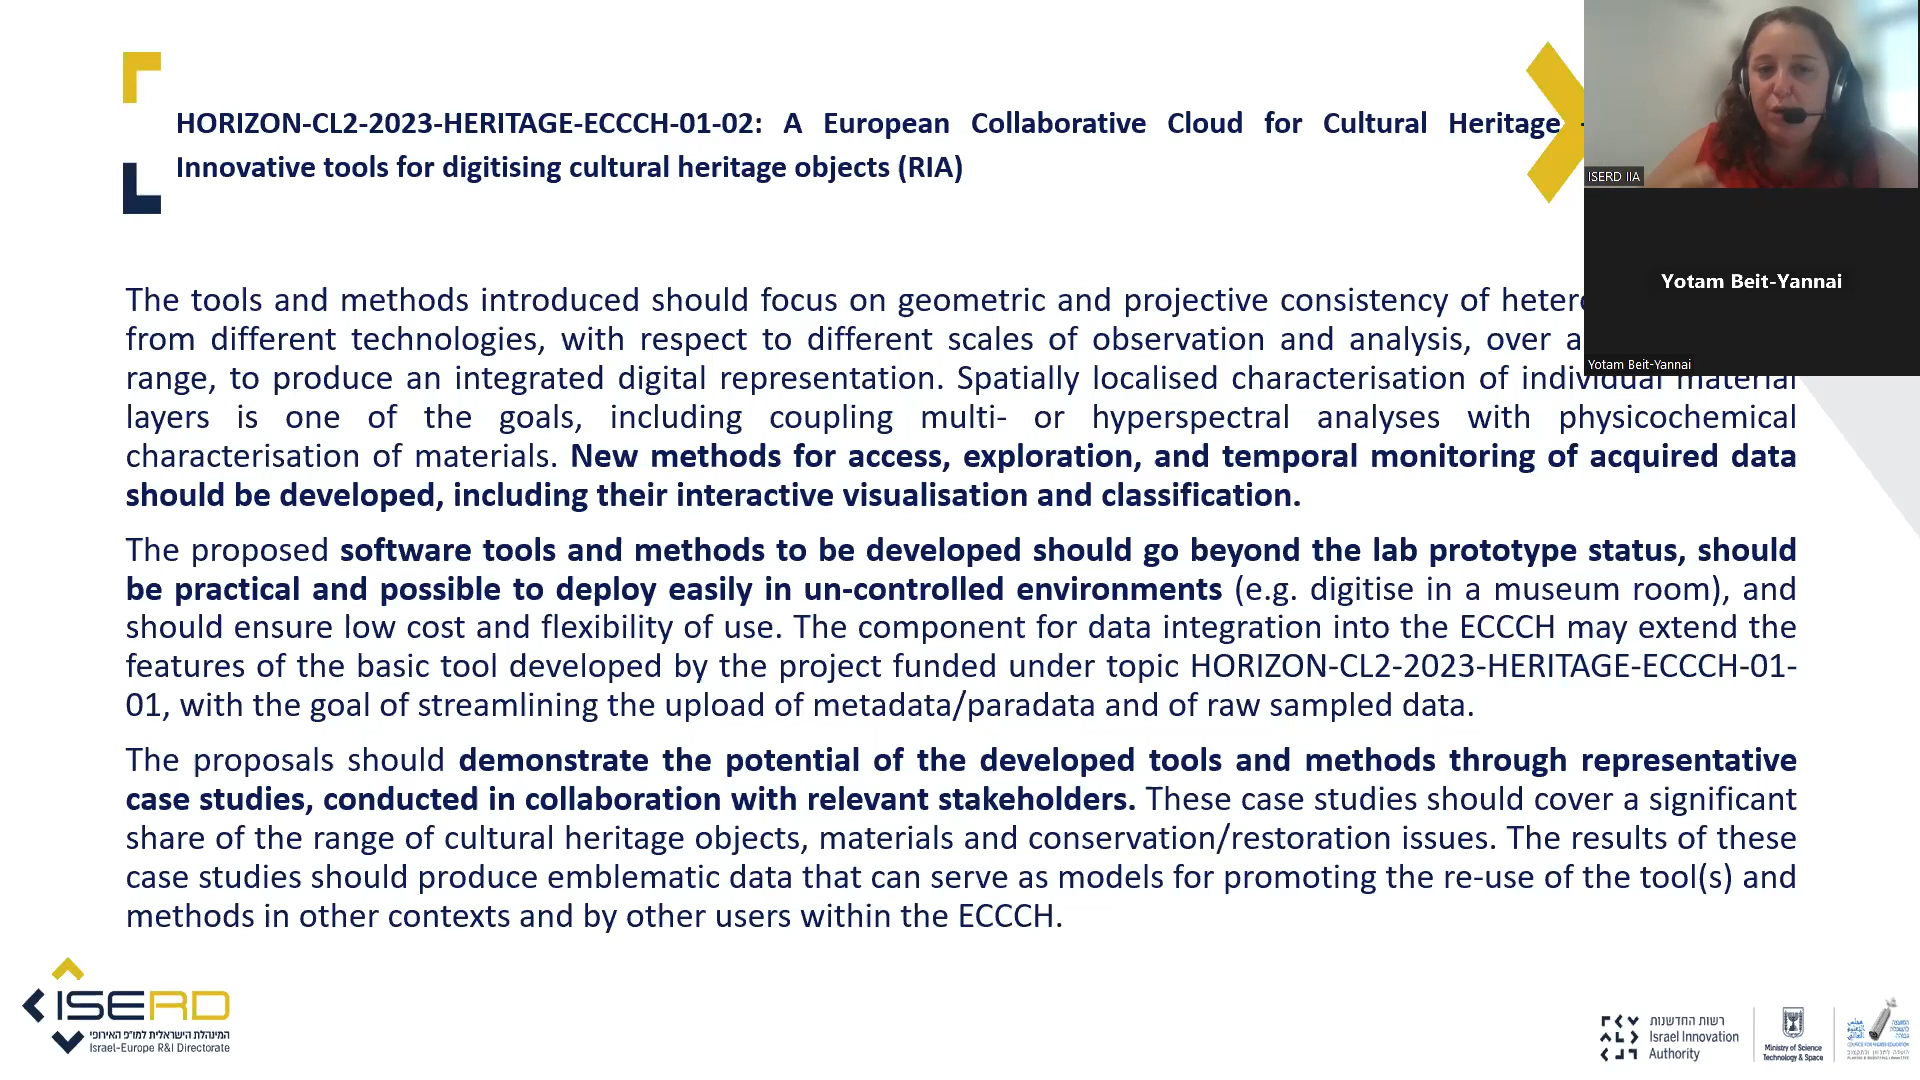 HORIZON-CL2-2023-HERITAGE-ECCCH-01-02: A European Collaborative Cloud for Cultural Heritage -
Innovative tools for digitising cultural heritage objects (RIA)
ISERD IIA
Yotam Beit-Yannai
Yotam Beit-Yannai
The tools and methods introduced should focus on geometric and projective consistency of
from different technologies, with respect to different scales of observation and analysis, over a
range, to produce an integrated digital representation. Spatially localised characterisation of individual material
layers is one of the goals, including coupling multi- or hyperspectral analyses with physicochemical
characterisation of materials. New methods for access, exploration, and temporal monitoring of acquired data
should be developed, including their interactive visualisation and classification.
The proposed software tools and methods to be developed should go beyond the lab prototype status, should
be practical and possible to deploy easily in un-controlled environments (e.g. digitise in a museum room), and
should ensure low cost and flexibility of use. The component for data integration into the ECCCH may extend the
features of the basic tool developed by the project funded under topic HORIZON-CL2-2023-HERITAGE-ECCCH-01-
01, with the goal of streamlining the upload of metadata/paradata and of raw sampled data.
The proposals should demonstrate the potential of the developed tools and methods through representative
case studies, conducted in collaboration with relevant stakeholders. These case studies should cover a significant
share of the range of cultural heritage objects, materials and conservation/restoration issues. The results of these
case studies should produce emblematic data that can serve as models for promoting the re-use of the tool(s) and
methods in other contexts and by other users within the ECCCH.
ISERD
המינהלת הישראלית למו"פ האירופי
Israel-Europe R&I Directorate
רשות החדשנות
Israel Innovation
Authority
Ministry of Science
Technology & Space